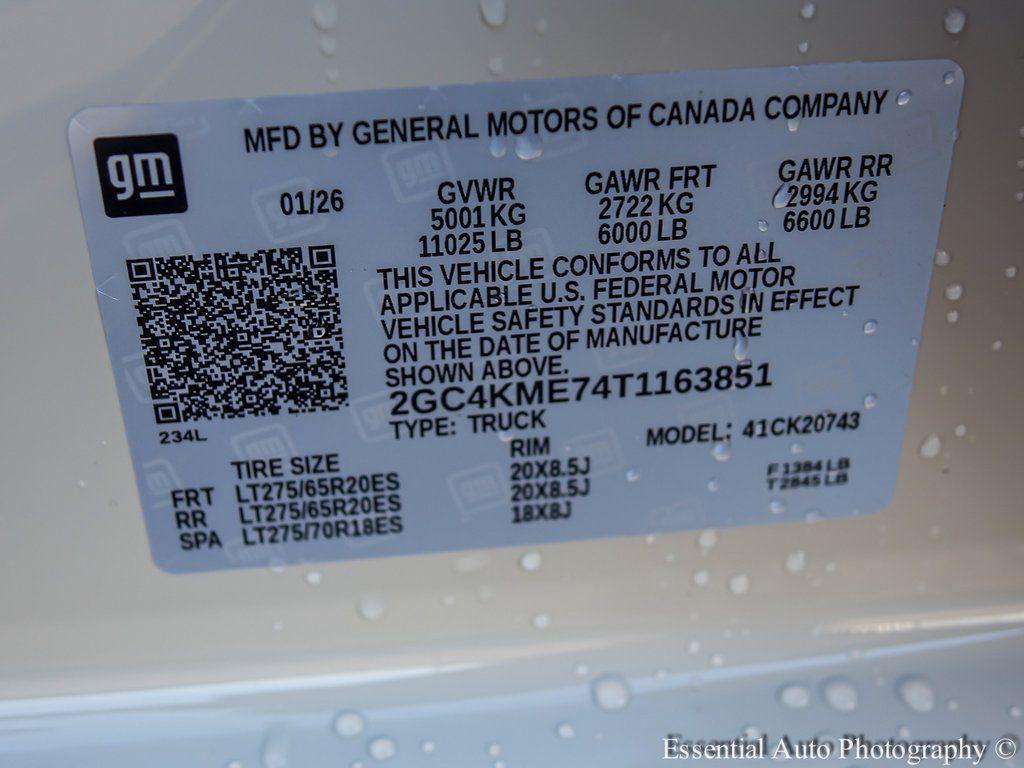 MFD BY GENERAL MOTORS OF CANADA COMPANY
gm
01/26
GVWR
5001 KG
11025 LB
GAWR FRT
2722 KG
6000 LB
GAWR RR
2994 KG
6600 LB
THIS VEHICLE CONFORMS TO ALL
APPLICABLE U.S. FEDERAL MOTOR
VEHICLE SAFETY STANDARDS IN EFFECT
ON THE DATE OF MANUFACTURE
SHOWN ABOVE.
2GC4KME74T1163851
234L
TYPE: TRUCK
MODEL: 41CK20743
TIRE SIZE RIM
FRT LT275/65R20ES 20X8.5J
RR LT275/65R20ES 20X8.5J
SPA LT275/70R18ES 18X8J
F 1384 LB
T 2845 LB
Essential Auto Photography ©